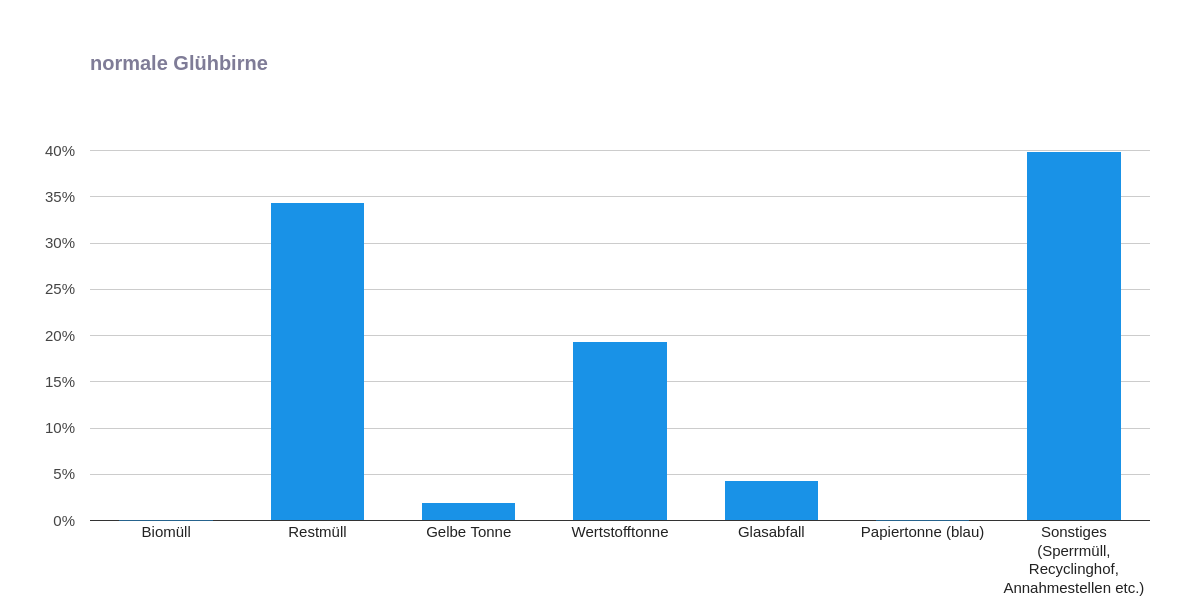 normale Glühbirne
40%
35%
30%
25%
20%
15%
10%
5%
0%
Biomüll
Restmüll
Gelbe Tonne
Wertstofftonne
Glasabfall
Papiertonne (blau)
Sonstiges
(Sperrmüll,
Recyclinghof,
Annahmestellen etc.)